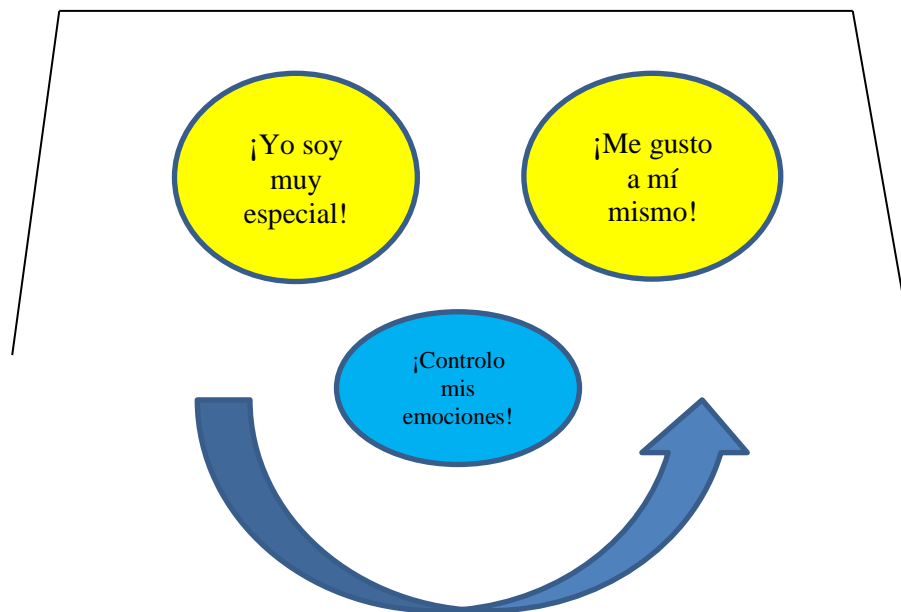 ¡Yo soy
muy
especial!
¡Me gusto
a mí
mismo!
¡Controlo
mis
emociones!